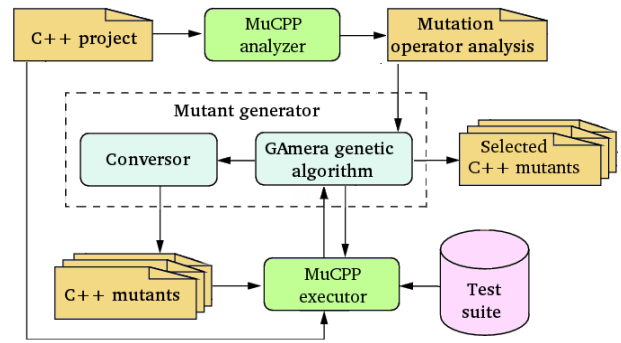 C++ project
MuCPP
analyzer
Mutation
operator analysis
Mutant generator
Conversor
GAmera genetic
algorithm
Selected
C++ mutants
C++ mutants
MuCPP
executor
Test
suite